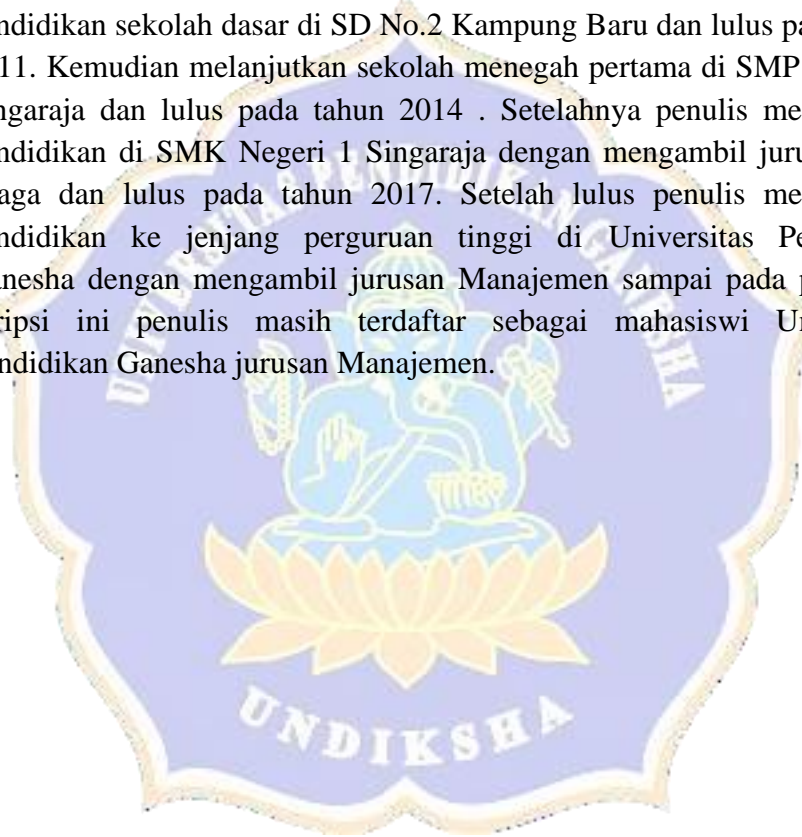 ndidikan sekolah dasar di SD No.2 Kampung Baru dan lulus pa
11. Kemudian melanjutkan sekolah menegah pertama di SMP
ngaraja dan lulus pada tahun 2014 . Setelahnya penulis me
ndidikan di SMK Negeri 1 Singaraja dengan mengambil juru
aga dan lulus pada tahun 2017. Setelah lulus penulis me
ndidikan ke jenjang perguruan tinggi di Universitas Pe
anesha dengan mengambil jurusan Manajemen sampai pada p
ripsi ini penulis masih terdaftar sebagai mahasiswi Un
ndidikan Ganesha jurusan Manajemen.
UNIVERSITAS PENDIDIKAN GANESHA
UNDIKSHA